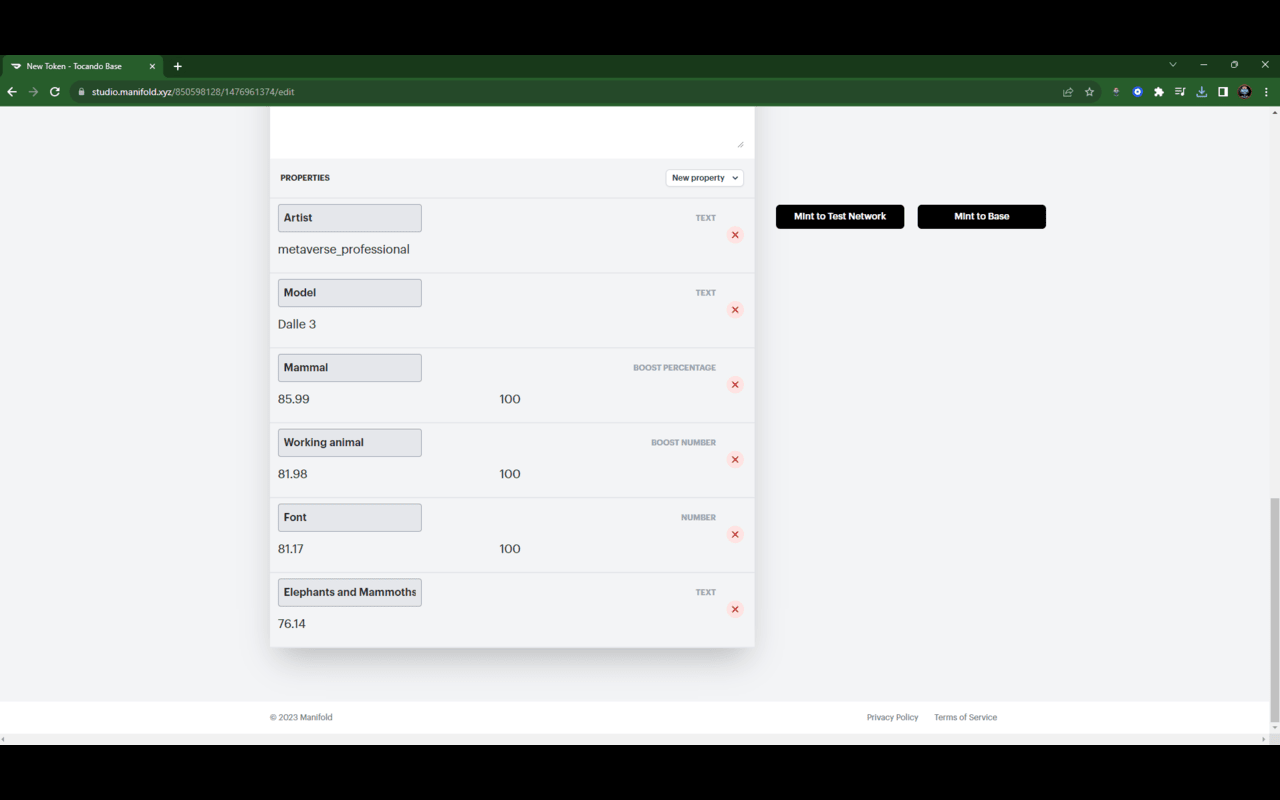 New Token - Tocando Base
studio.manifold.xyz/850598128/1476961374/edit
PROPERTIES
New property
Artist
TEXT
metaverse_professional
Mint to Test Network
Mint to Base
Model
TEXT
Dalle 3
Mammal
BOOST PERCENTAGE
85.99
100
Working animal
BOOST NUMBER
81.98
100
Font
NUMBER
81.17
100
Elephants and Mammoths
TEXT
76.14
© 2023 Manifold
Privacy Policy
Terms of Service